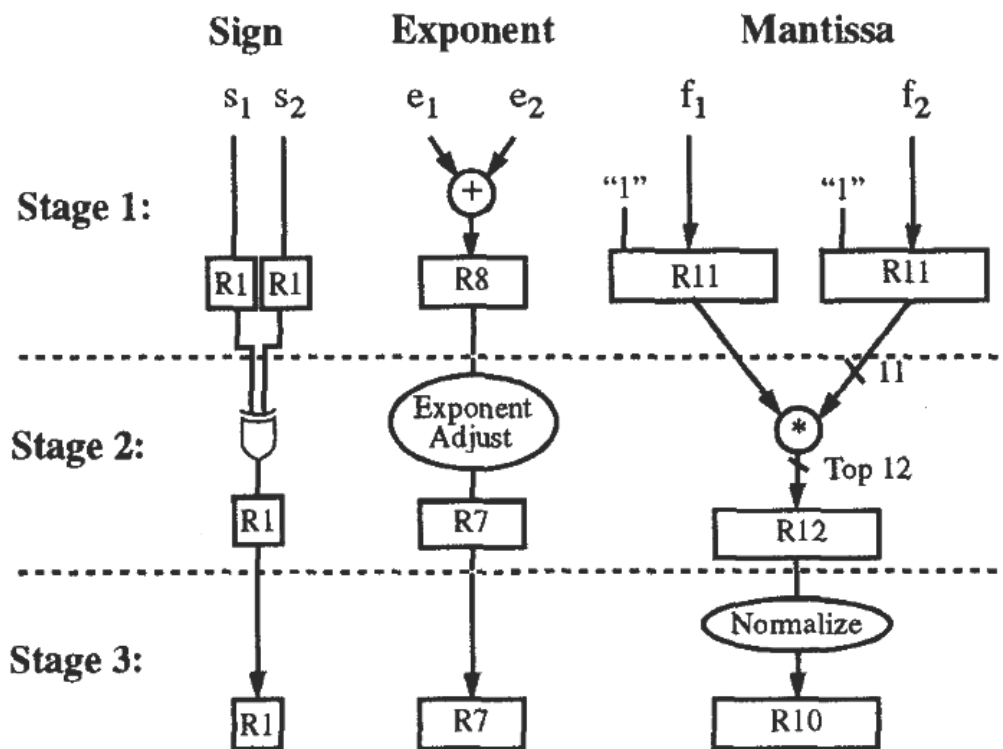 Sign Exponent Mantissa
s1 s2 e1 e2 f1 f2
+
"1" "1"
Stage 1:
R1 R1 R8 R11 R11
11
Exponent
Adjust
*
Stage 2:
Top 12
R1 R7 R12
Normalize
Stage 3:
R1 R7 R10